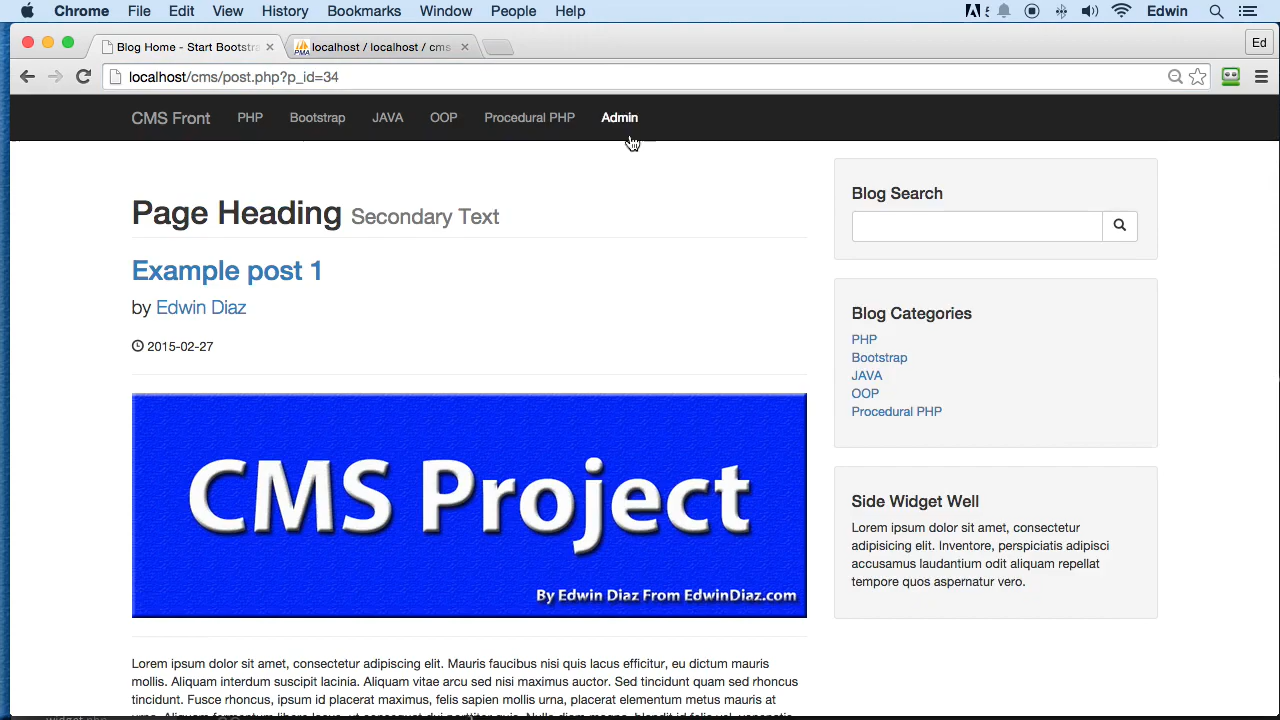 Chrome File Edit View History Bookmarks Window People Help Edwin
Blog Home - Start Bootstra localhost / localhost / cms Ed
localhost/cms/post.php?p_id=34
CMS Front PHP Bootstrap JAVA OOP Procedural PHP Admin
Page Heading Secondary Text
Example post 1
by Edwin Diaz
2015-02-27
CMS Project
By Edwin Diaz From EdwinDiaz.com
Lorem ipsum dolor sit amet, consectetur adipiscing elit. Mauris faucibus nisi quis lacus efficitur, eu dictum mauris
mollis. Aliquam interdum suscipit lacinia. Aliquam vitae arcu sed nisi maximus auctor. Sed tincidunt quam sed rhoncus
tincidunt. Fusce rhoncus, ipsum id placerat maximus, felis sapien mollis urna, placerat elementum metus mauris at
Blog Search
Blog Categories
PHP
Bootstrap
JAVA
OOP
Procedural PHP
Side Widget Well
Lorem ipsum dolor sit amet, consectetur
adipisicing elit. Inventore, perspiciatis adipisci
accusamus laudantium odit aliquam repellat
tempore quos aspernatur vero.